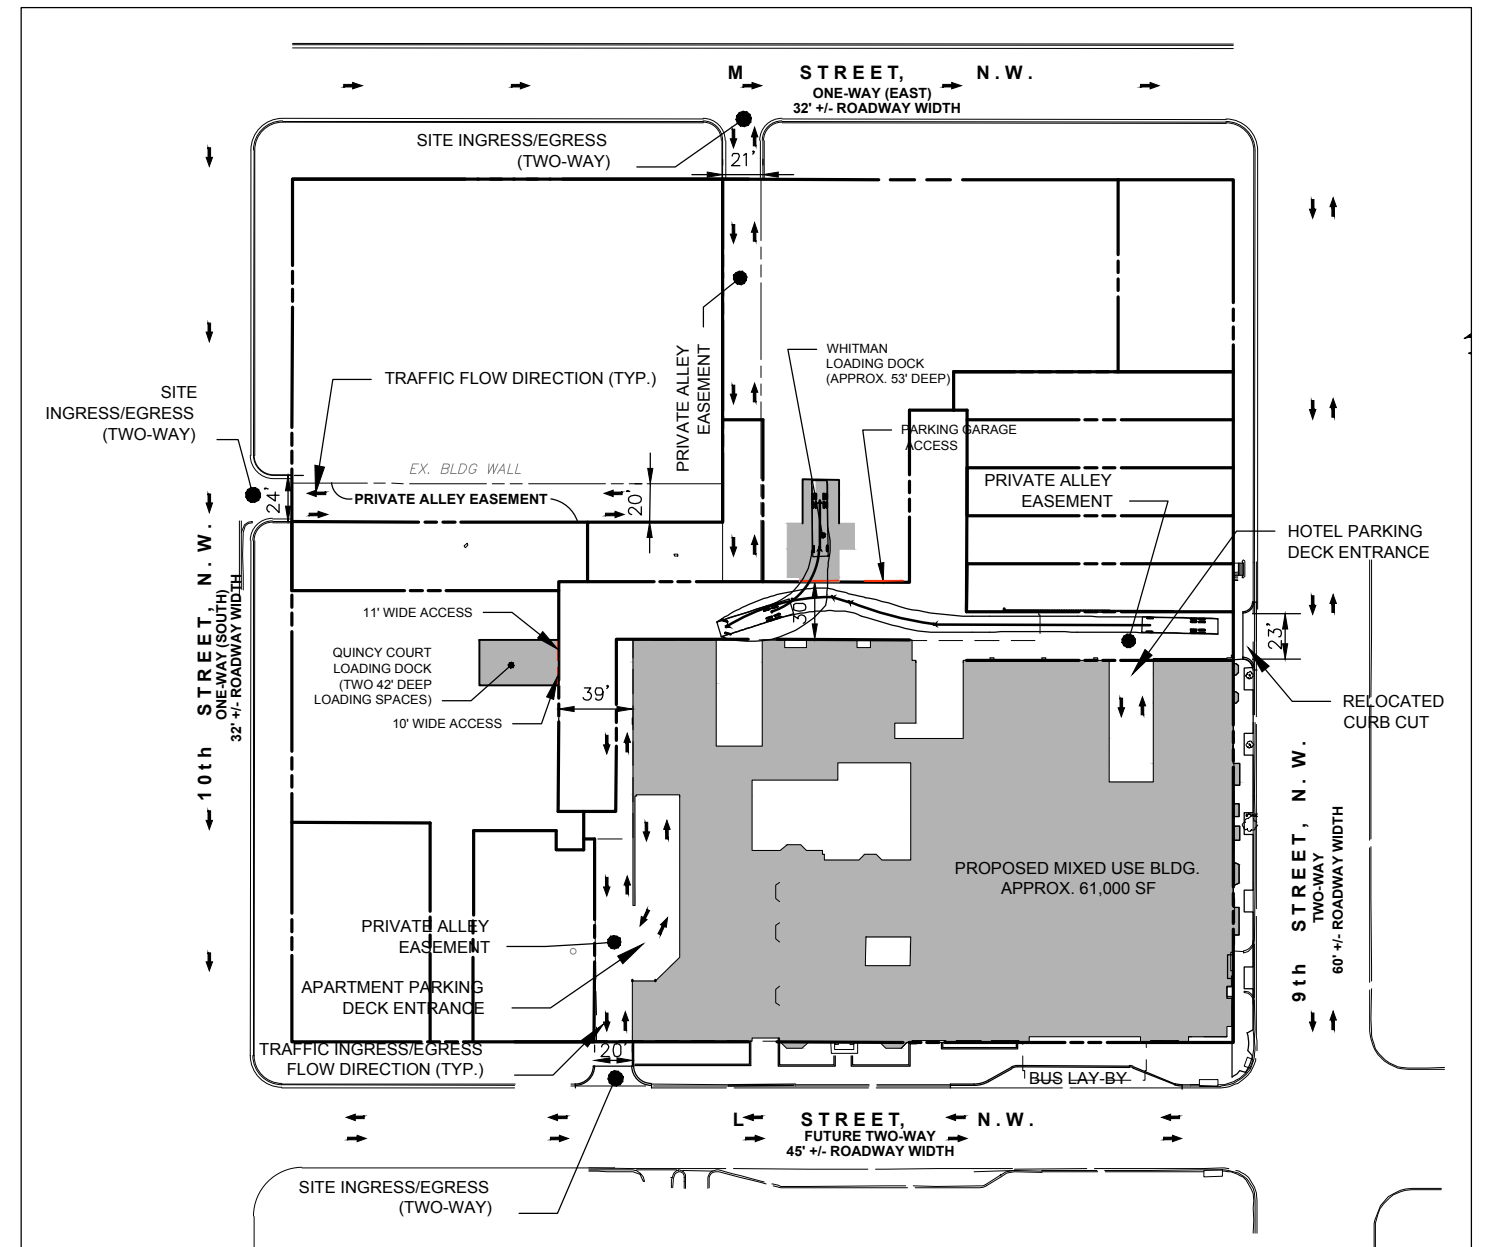 M STREET, N.W.
ONE-WAY (EAST)
32' +/- ROADWAY WIDTH
SITE INGRESS/EGRESS
(TWO-WAY)
21'
PRIVATE ALLEY
EASEMENT
WHITMAN
LOADING DOCK
(APPROX. 53' DEEP)
TRAFFIC FLOW DIRECTION (TYP.)
SITE
INGRESS/EGRESS
(TWO-WAY)
PARKING GARAGE
ACCESS
EX. BLDG WALL
PRIVATE ALLEY EASEMENT
24'
20'
PRIVATE ALLEY
EASEMENT
HOTEL PARKING
DECK ENTRANCE
10th STREET, N.W.
ONE-WAY (SOUTH)
32' +/- ROADWAY WIDTH
11' WIDE ACCESS
30'
23'
QUINCY COURT
LOADING DOCK
(TWO 42' DEEP
LOADING SPACES)
39'
10' WIDE ACCESS
RELOCATED
CURB CUT
9th STREET, N.W.
TWO-WAY
60' +/- ROADWAY WIDTH
PROPOSED MIXED USE BLDG.
APPROX. 61,000 SF
PRIVATE ALLEY
EASEMENT
APARTMENT PARKING
DECK ENTRANCE
TRAFFIC INGRESS/EGRESS
FLOW DIRECTION (TYP.)
20'
BUS LAY-BY
L STREET, N.W.
FUTURE TWO-WAY
45' +/- ROADWAY WIDTH
SITE INGRESS/EGRESS
(TWO-WAY)